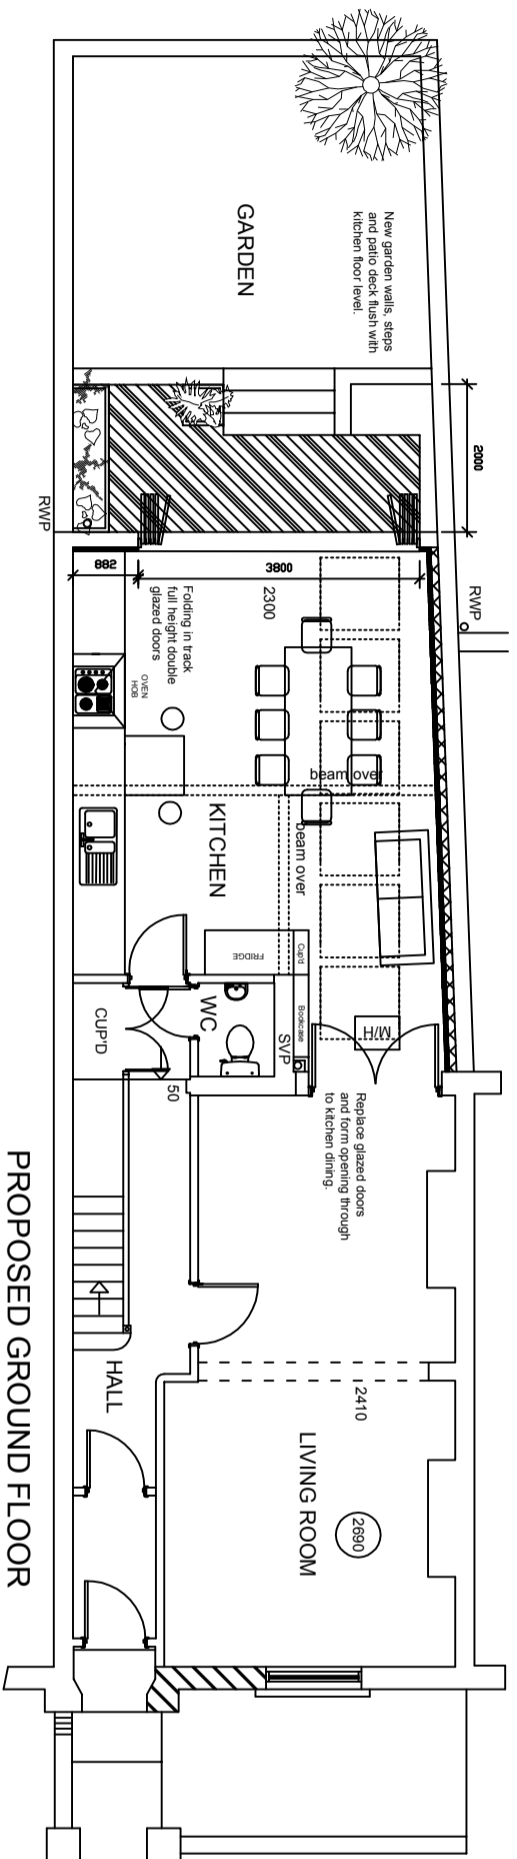 New garden walls, steps
and patio deck flush with
kitchen floor level.
GARDEN
2000
RWP
RWP
882
3800
2300
Folding in track
full height double
glazed doors
OVEN
HOB
beam over
beam over
KITCHEN
FRIDGE
Cup'd
Bookcase
WC
SVP
CUP'D
M/H
50
Replace glazed doors
and form opening through
to kitchen dining.
HALL
2410
LIVING ROOM
2690
PROPOSED GROUND FLOOR